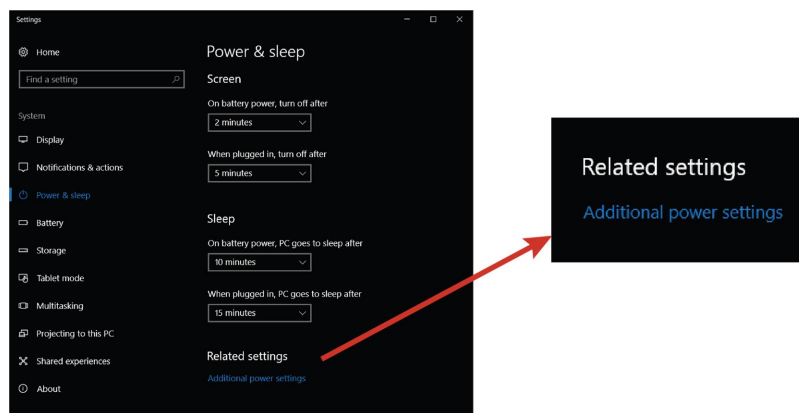 Settings
Home
Find a setting
System
Display
Notifications & actions
Power & sleep
Battery
Storage
Tablet mode
Multitasking
Projecting to this PC
Shared experiences
About
Power & sleep
Screen
On battery power, turn off after
2 minutes
When plugged in, turn off after
5 minutes
Sleep
On battery power, PC goes to sleep after
10 minutes
When plugged in, PC goes to sleep after
15 minutes
Related settings
Additional power settings
Related settings
Additional power settings